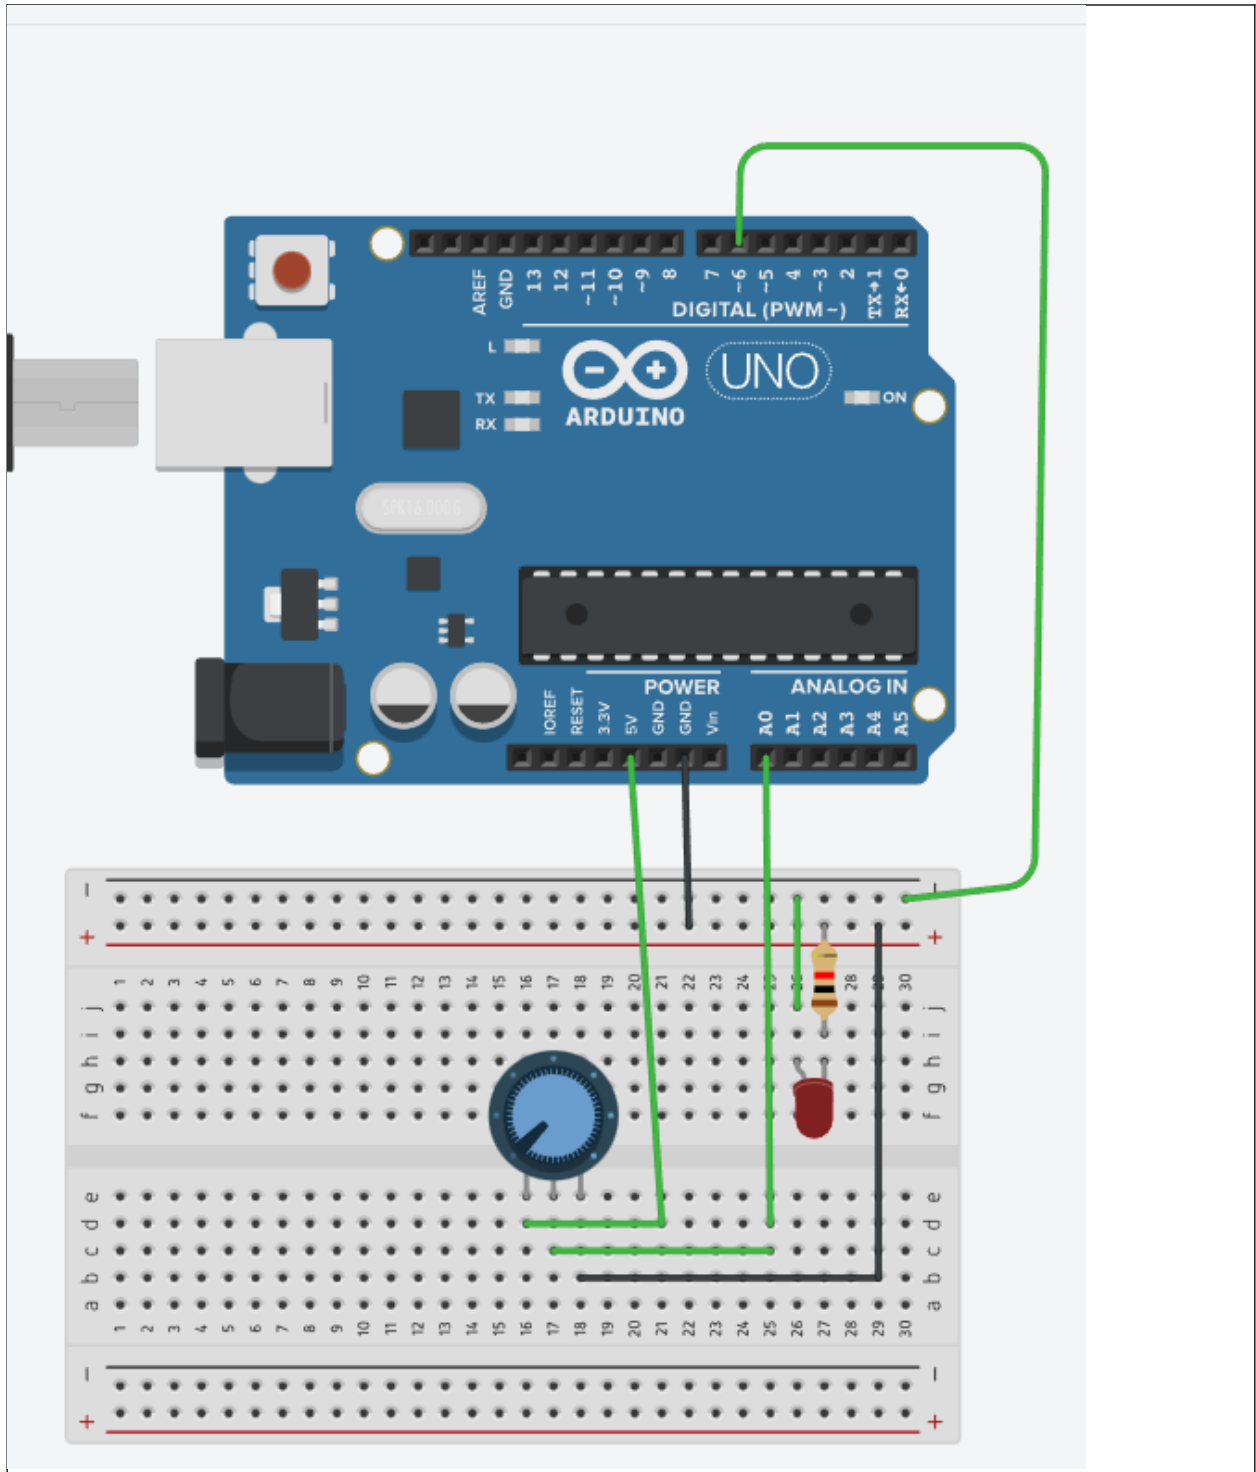 AREF GND 13 12 ~11 ~10 ~9 8 7 ~6 ~5 4 ~3 2 TX→1 RX←0
DIGITAL (PWM~)
L
TX
RX
ARDUINO
UNO
ON
POWER
ANALOG IN
IOREF RESET 3.3V 5V GND GND Vin A0 A1 A2 A3 A4 A5
− −
+ +
1 2 3 4 5 6 7 8 9 10 11 12 13 14 15 16 17 18 19 20 21 22 23 24 25 26 27 28 29 30
j j
i i
h h
g g
f f
e e
d d
c c
b b
a a
1 2 3 4 5 6 7 8 9 10 11 12 13 14 15 16 17 18 19 20 21 22 23 24 25 26 27 28 29 30
− −
+ +